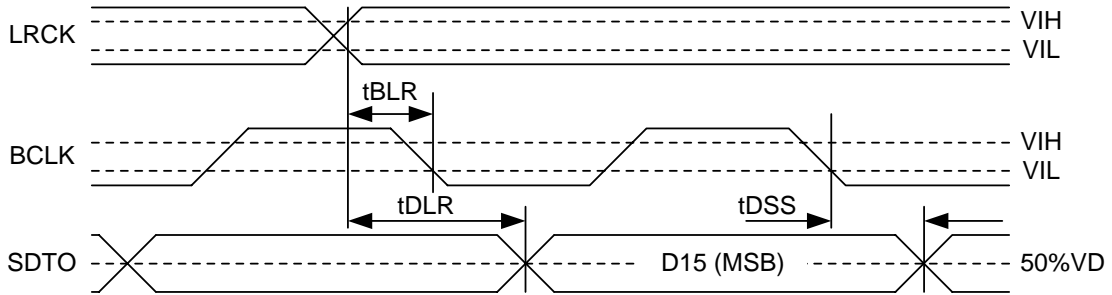 LRCK
VIH
VIL
tBLR
BCLK
VIH
VIL
tDLR
tDSS
SDTO
D15 (MSB)
50%VD